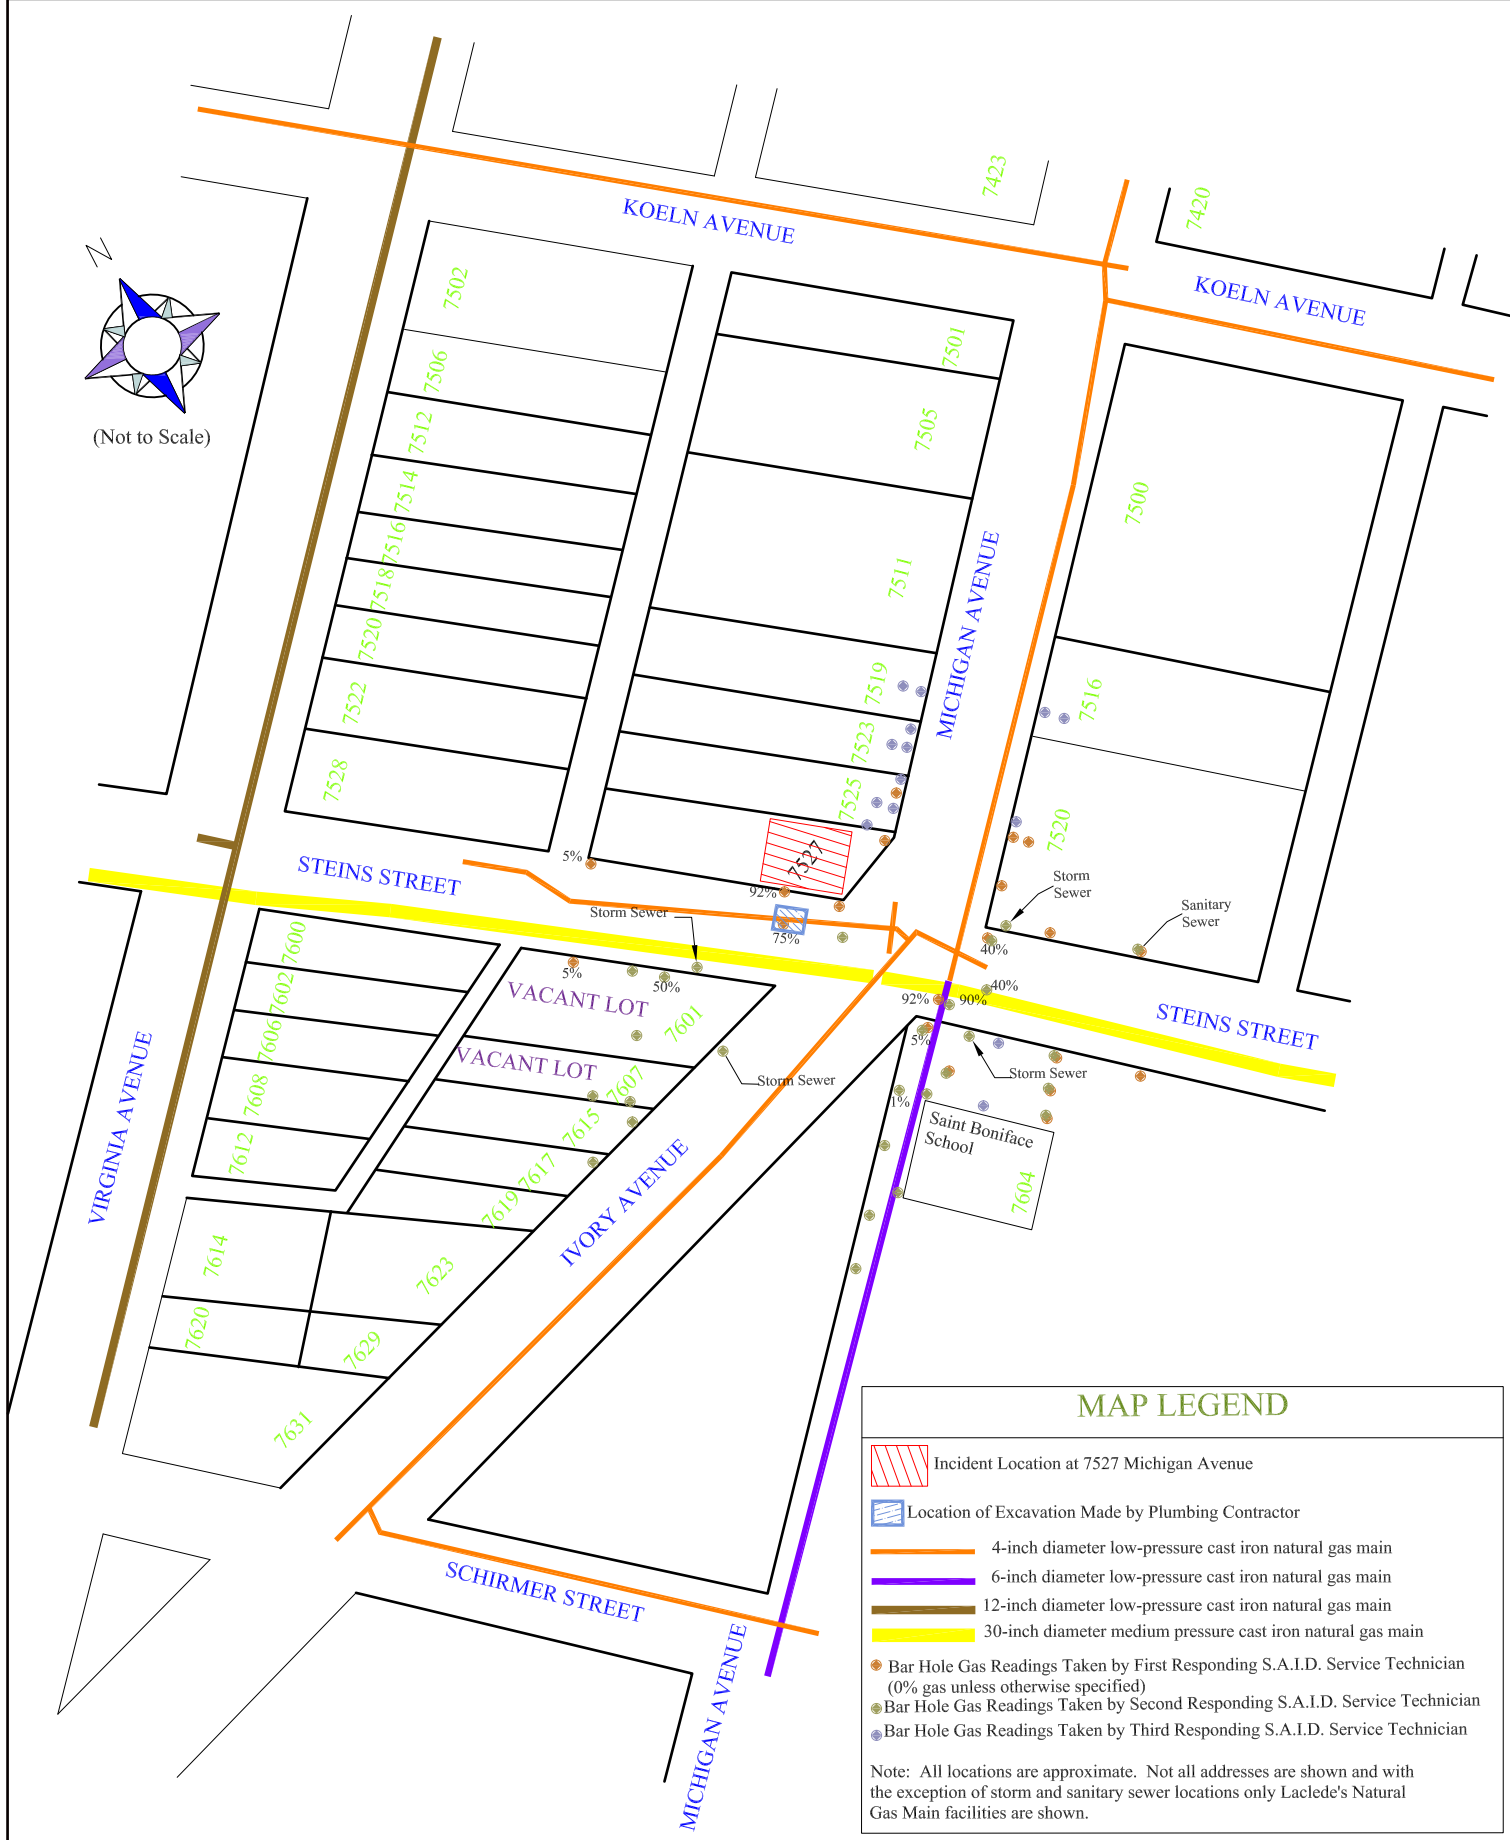 7423
7420
KOELN AVENUE
KOELN AVENUE
N
(Not to Scale)
7502
7506
7512
7514
7516
7518
7520
7522
7528
7501
7505
7511
7519
7523
7525
7527
MICHIGAN AVENUE
7500
7516
7520
STEINS STREET
5%
92%
75%
Storm Sewer
Storm
Sewer
Sanitary
Sewer
40%
40%
92%
90%
5%
50%
5%
1%
STEINS STREET
7600
7602
7606
7608
7612
VACANT LOT
7601
VACANT LOT
7607
7615
7617
7619
Storm Sewer
Storm Sewer
Saint Boniface
School
7604
VIRGINIA AVENUE
IVORY AVENUE
7614
7620
7623
7629
7631
SCHIRMER STREET
MICHIGAN AVENUE
MAP LEGEND
Incident Location at 7527 Michigan Avenue
Location of Excavation Made by Plumbing Contractor
4-inch diameter low-pressure cast iron natural gas main
6-inch diameter low-pressure cast iron natural gas main
12-inch diameter low-pressure cast iron natural gas main
30-inch diameter medium pressure cast iron natural gas main
Bar Hole Gas Readings Taken by First Responding S.A.I.D. Service Technician
(0% gas unless otherwise specified)
Bar Hole Gas Readings Taken by Second Responding S.A.I.D. Service Technician
Bar Hole Gas Readings Taken by Third Responding S.A.I.D. Service Technician
Note: All locations are approximate. Not all addresses are shown and with
the exception of storm and sanitary sewer locations only Laclede's Natural
Gas Main facilities are shown.